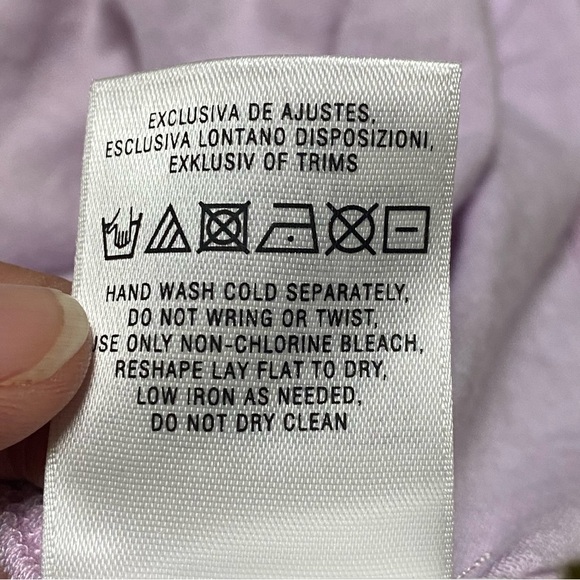 EXCLUSIVA DE AJUSTES,
ESCLUSIVA LONTANO DISPOSIZIONI,
EXKLUSIV OF TRIMS
HAND WASH COLD SEPARATELY,
DO NOT WRING OR TWIST,
SE ONLY NON-CHLORINE BLEACH,
RESHAPE LAY FLAT TO DRY,
LOW IRON AS NEEDED,
DO NOT DRY CLEAN